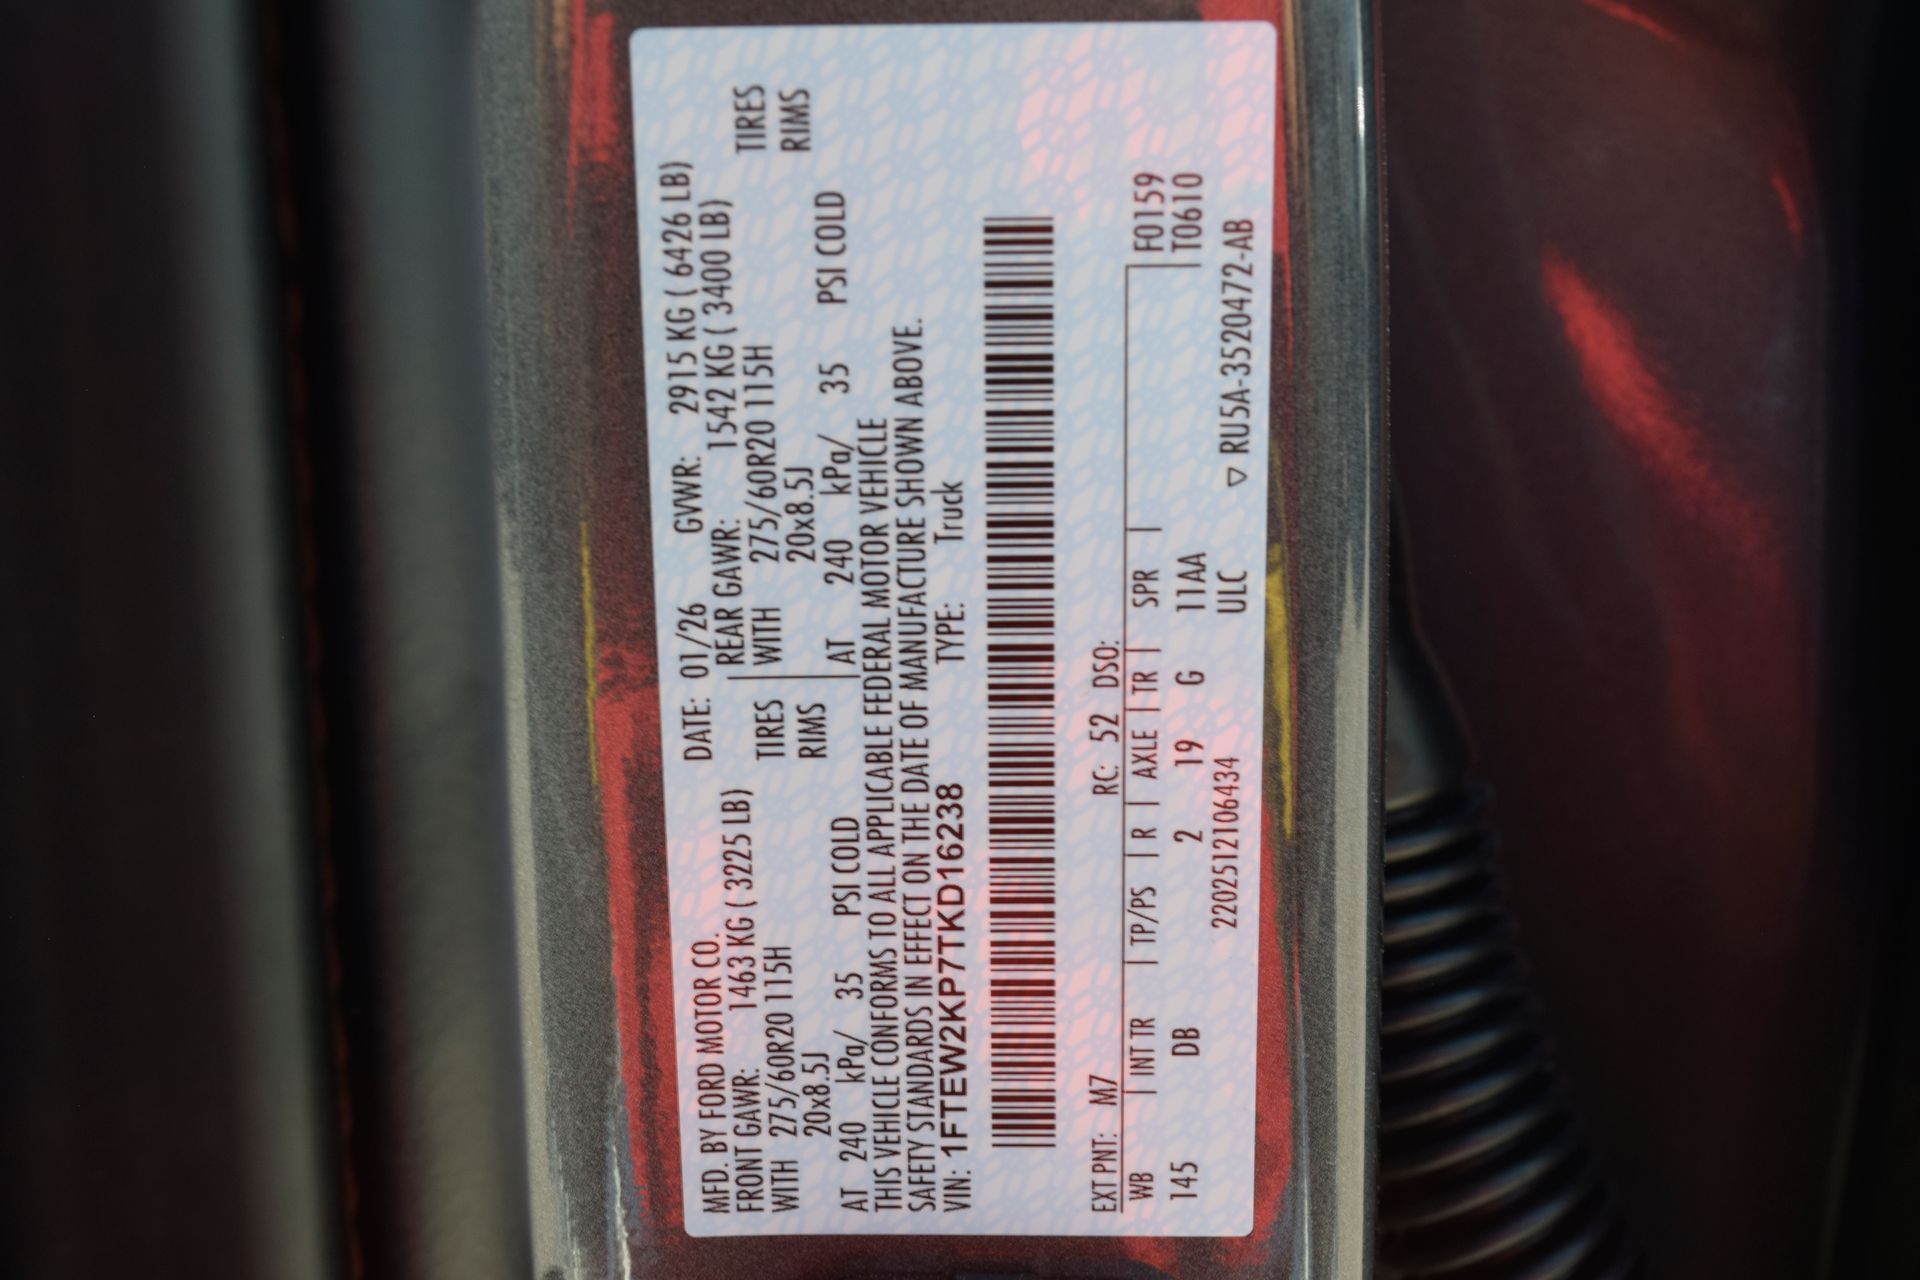 MFD. BY FORD MOTOR CO. DATE: 01/26 GVWR: 2915 KG ( 6426 LB)
FRONT GAWR: 1463 KG ( 3225 LB) REAR GAWR: 1542 KG ( 3400 LB)
WITH 275/60R20 115H TIRES WITH 275/60R20 115H TIRES
20x8.5J RIMS 20x8.5J RIMS
AT 240 kPa/ 35 PSI COLD AT 240 kPa/ 35 PSI COLD
THIS VEHICLE CONFORMS TO ALL APPLICABLE FEDERAL MOTOR VEHICLE
SAFETY STANDARDS IN EFFECT ON THE DATE OF MANUFACTURE SHOWN ABOVE.
VIN: 1FTEW2KP7TKD16238 TYPE: Truck
EXT PNT: M7 RC: 52 DSO:
WB INT TR TP/PS R AXLE TR SPR F0159
145 DB 2 19 G 11AA T0610
2202512106434 ULC ▽ RU5A-3520472-AB